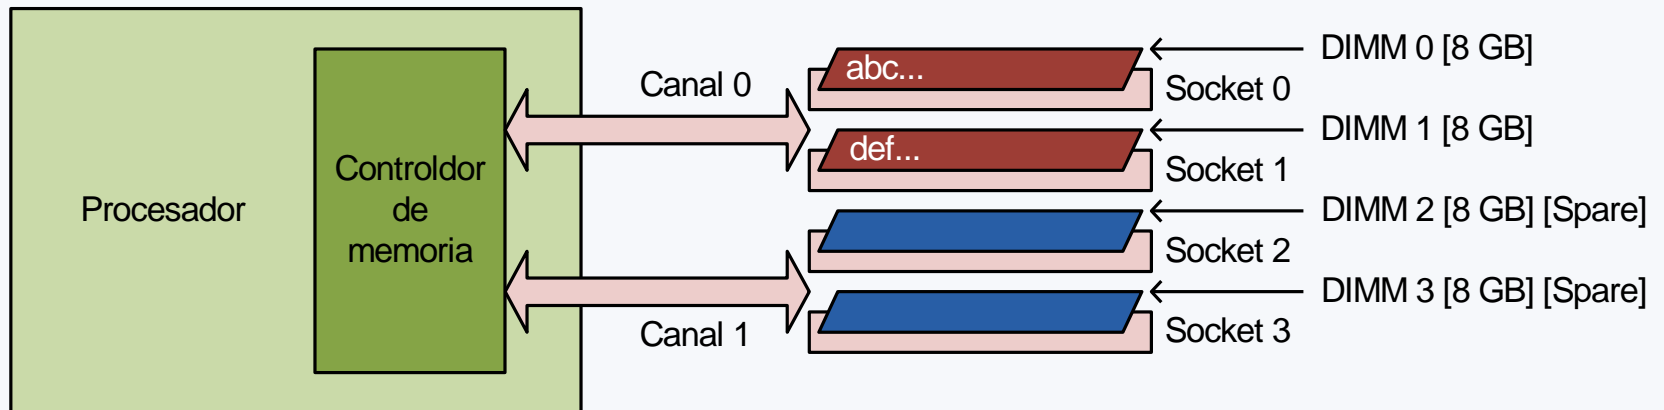 Procesador
Controldor
de
memoria
Canal 0
Canal 1
abc...
DIMM 0 [8 GB]
Socket 0
def...
DIMM 1 [8 GB]
Socket 1
DIMM 2 [8 GB] [Spare]
Socket 2
DIMM 3 [8 GB] [Spare]
Socket 3